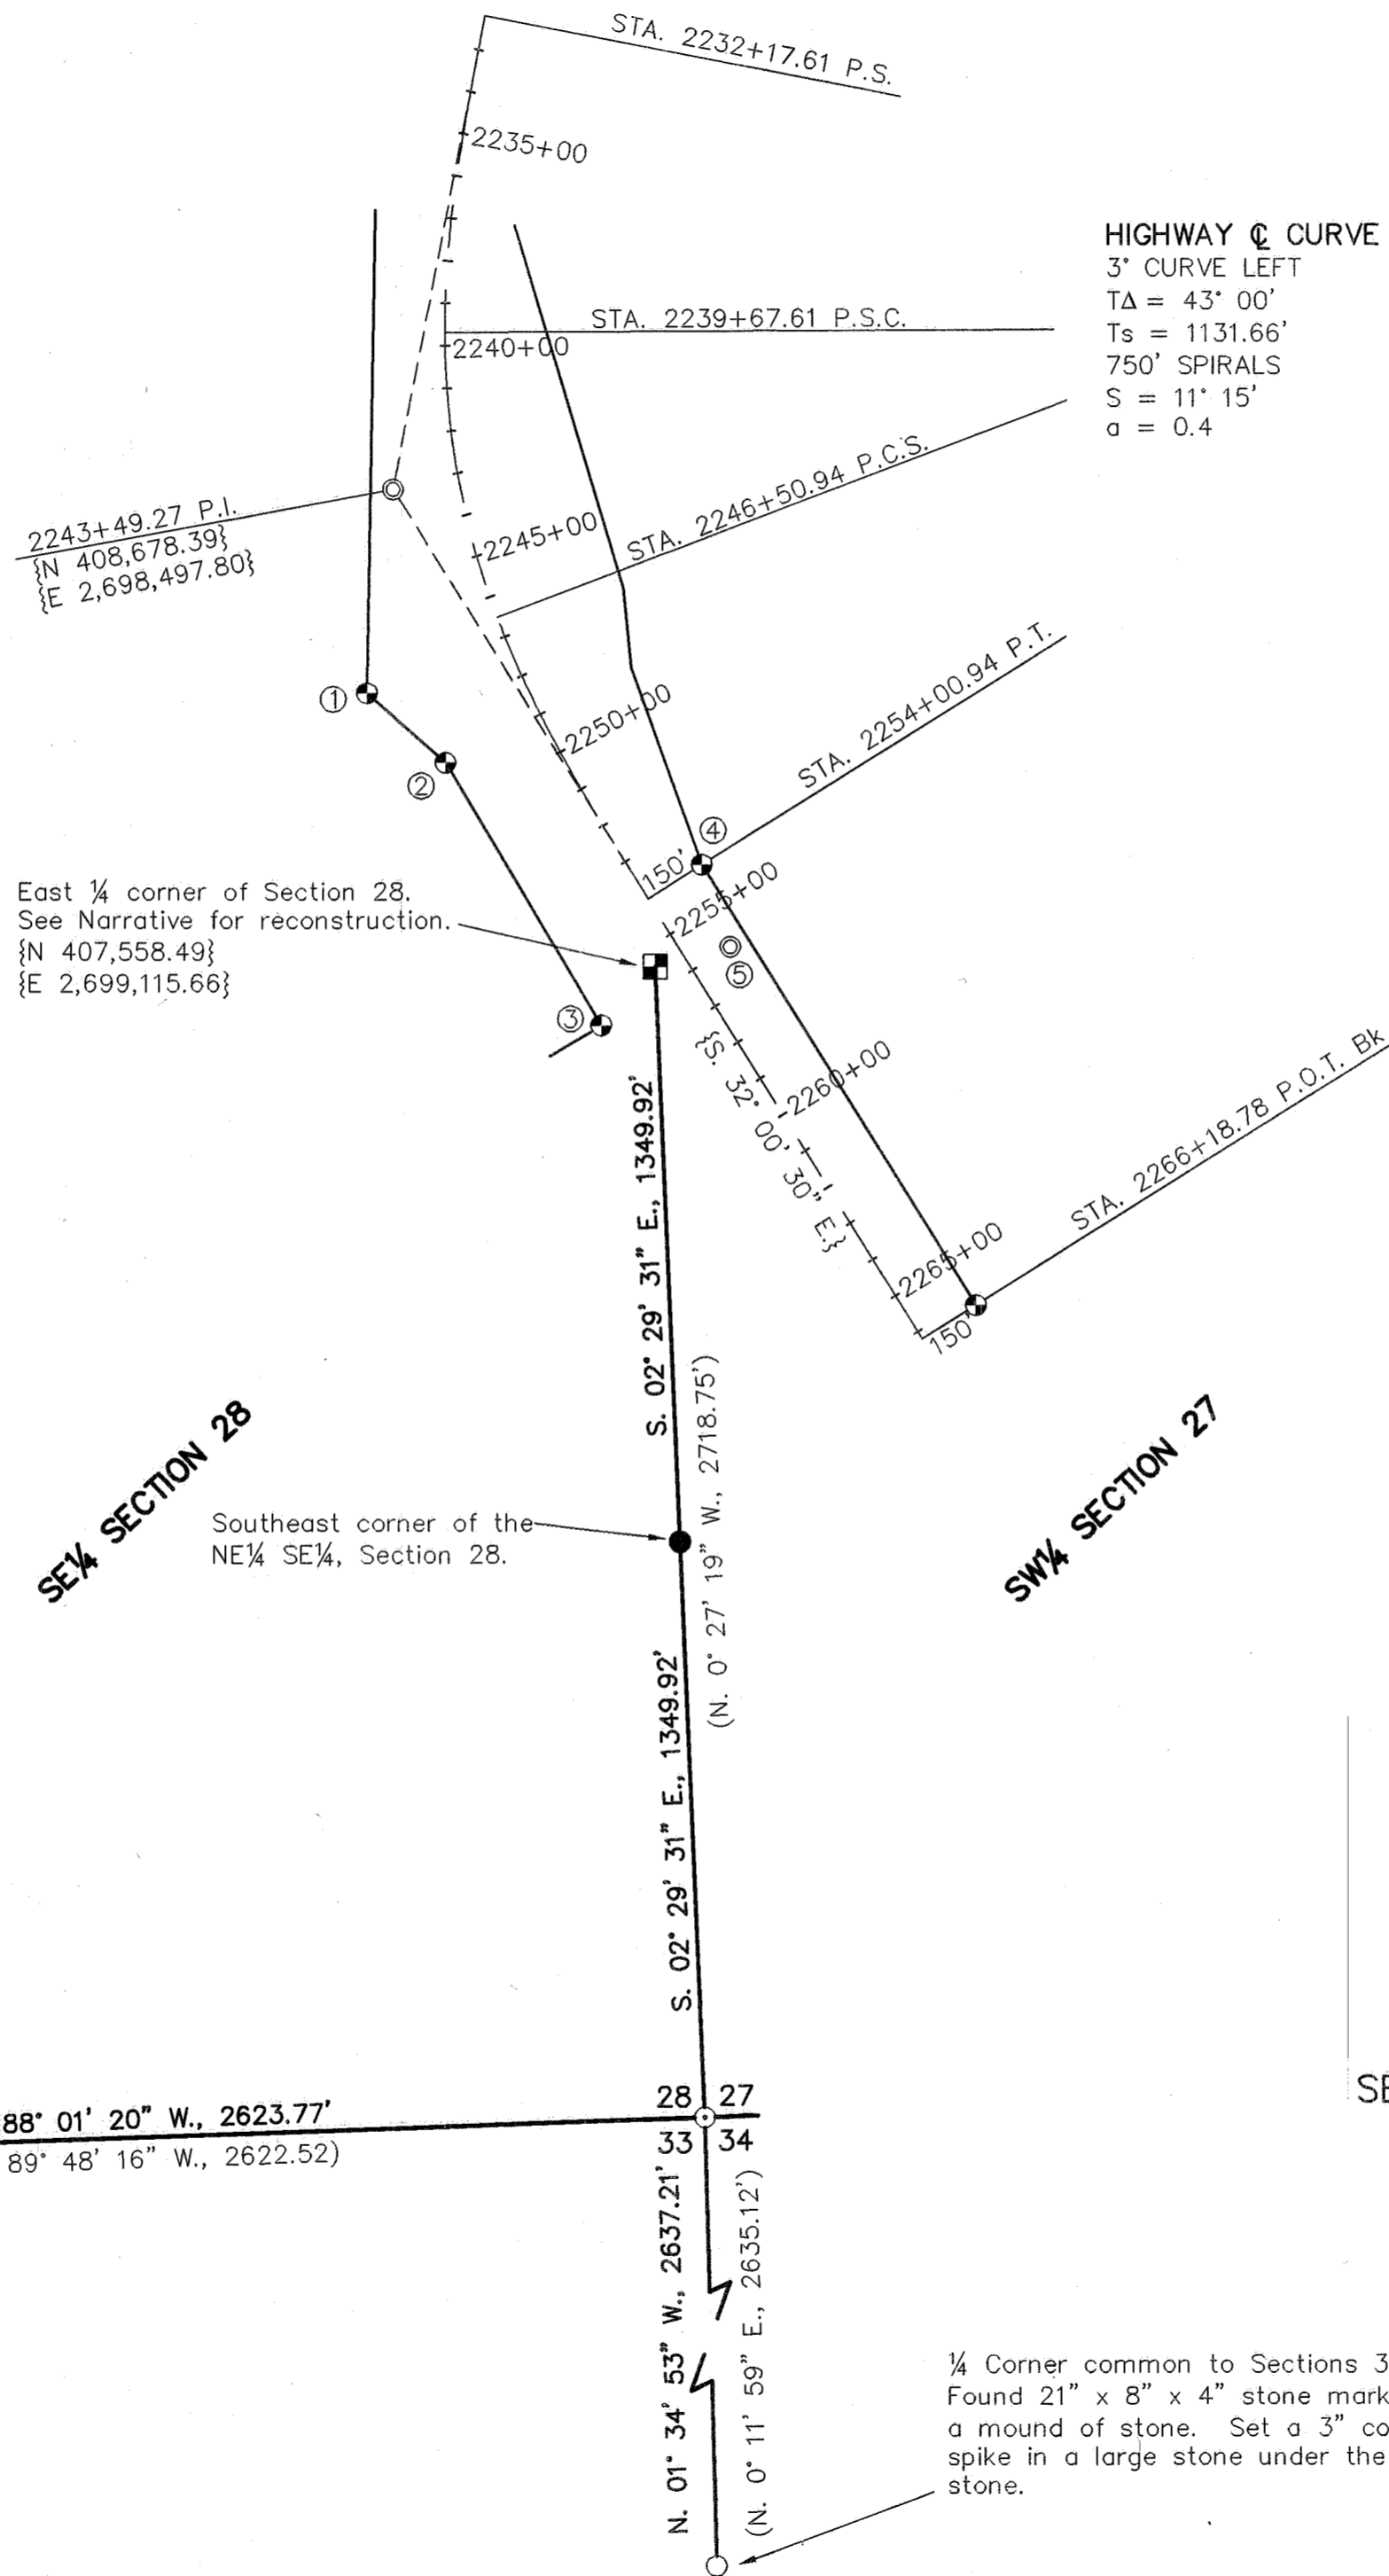 STA. 2232+17.61 P.S.
2235+00
HIGHWAY ℄ CURVE
3° CURVE LEFT
TΔ = 43° 00'
Ts = 1131.66'
750' SPIRALS
S = 11° 15'
a = 0.4
STA. 2239+67.61 P.S.C.
2240+00
STA. 2246+50.94 P.C.S.
2243+49.27 P.I.
{N 408,678.39}
{E 2,698,497.80}
2245+00
①
②
2250+00
STA. 2254+00.94 P.T.
④
150'
2255+00
⑤
East ¼ corner of Section 28.
See Narrative for reconstruction.
{N 407,558.49}
{E 2,699,115.66}
③
{S. 32° 00' 30" E.}
2260+00
STA. 2266+18.78 P.O.T. Bk
2265+00
150'
S. 02° 29' 31" E., 1349.92'
(N. 0° 27' 19" W., 2718.75')
SE¼ SECTION 28
SW¼ SECTION 27
Southeast corner of the
NE¼ SE¼, Section 28.
S. 02° 29' 31" E., 1349.92'
28 27
33 34
88° 01' 20" W., 2623.77'
89° 48' 16" W., 2622.52)
SE
N. 01° 34' 53" W., 2637.21'
(N. 0° 11' 59" E., 2635.12')
¼ Corner common to Sections 3
Found 21" x 8" x 4" stone mark
a mound of stone. Set a 3" co
spike in a large stone under the
stone.